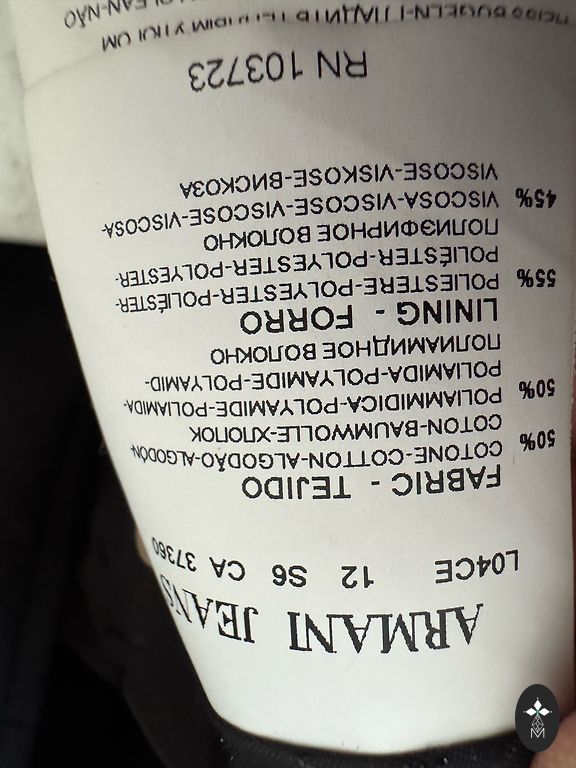 ARMANI JEANS
L04CE 12 S6 CA 37360
FABRIC - TEJIDO
50% COTONE-COTTON-ALGODÃO-ALGODÓN-
COTON-BAUMWOLLE-ХЛОПОК
50% POLIAMMIDICA-POLYAMIDE-POLIAMIDA-
POLIAMIDA-POLYAMIDE-POLYAMID-
ПОЛИАМИДНОЕ ВОЛОКНО
LINING - FORRO
55% POLIESTERE-POLYESTER-POLIÉSTER-
POLIÉSTER-POLYESTER-POLYESTER-
ПОЛИЭФИРНОЕ ВОЛОКНО
45% VISCOSA-VISCOSE-VISCOSE-VISCOSA-
VISCOSE-VISKOSE-ВИСКОЗА
RN 103723